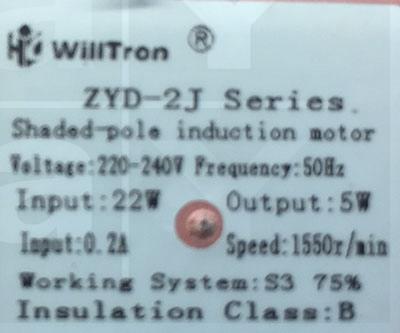 WillTron ®
ZYD-2J Series.
Shaded-pole induction motor
Voltage:220-240V Frequency:50Hz
Input:22W Output:5W
Input:0.2A Speed:1550r/min
Working System:S3 75%
Insulation Class:B